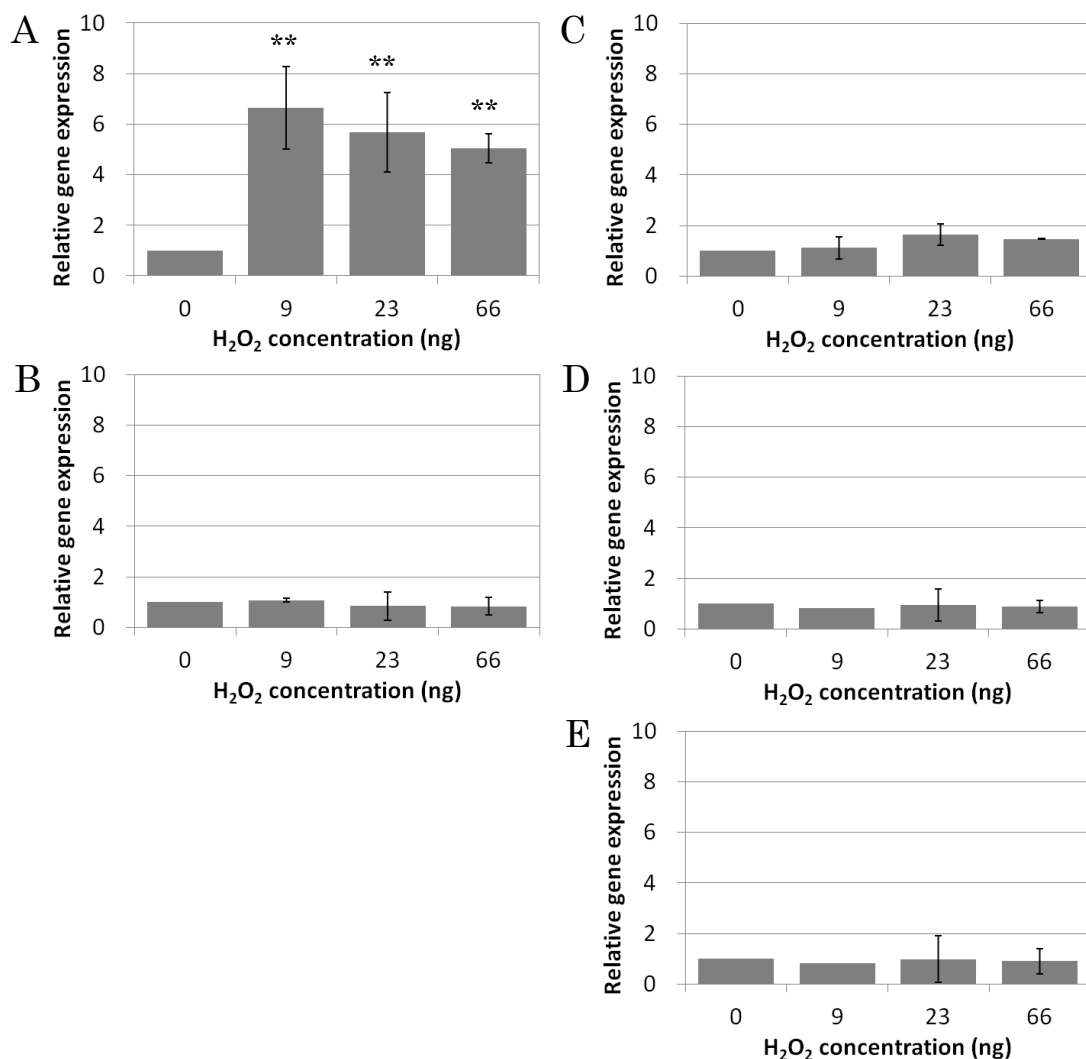 A
Relative gene expression
10
8
6
4
2
0
**
**
**
0 9 23 66
H₂O₂ concentration (ng)
B
Relative gene expression
10
8
6
4
2
0
0 9 23 66
H₂O₂ concentration (ng)
C
Relative gene expression
10
8
6
4
2
0
0 9 23 66
H₂O₂ concentration (ng)
D
Relative gene expression
10
8
6
4
2
0
0 9 23 66
H₂O₂ concentration (ng)
E
Relative gene expression
10
8
6
4
2
0
0 9 23 66
H₂O₂ concentration (ng)